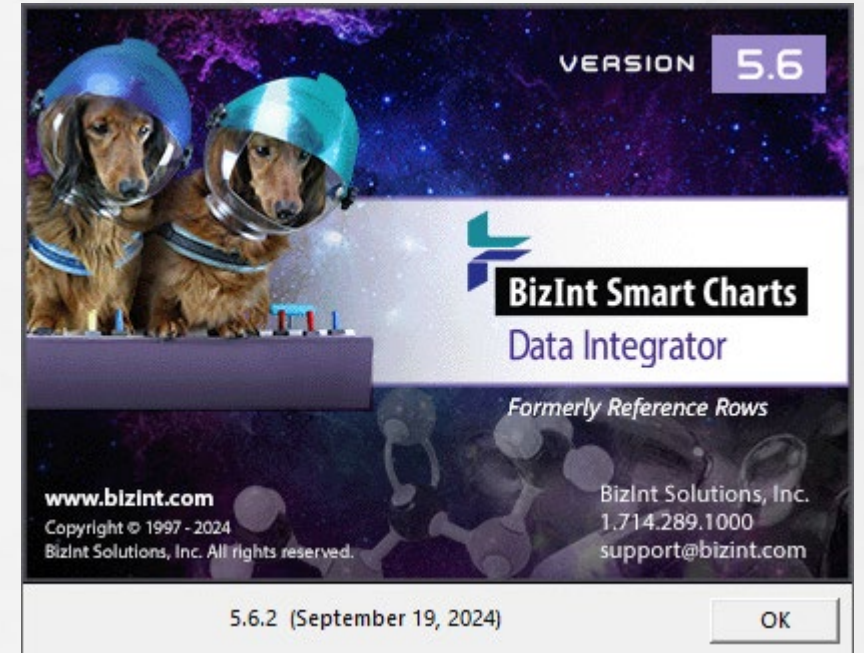 VERSION 5.6
BizInt Smart Charts
Data Integrator
Formerly Reference Rows
www.bizint.com
Copyright © 1997 - 2024
BizInt Solutions, Inc. All rights reserved.
BizInt Solutions, Inc.
1.714.289.1000
support@bizint.com
5.6.2 (September 19, 2024)
OK